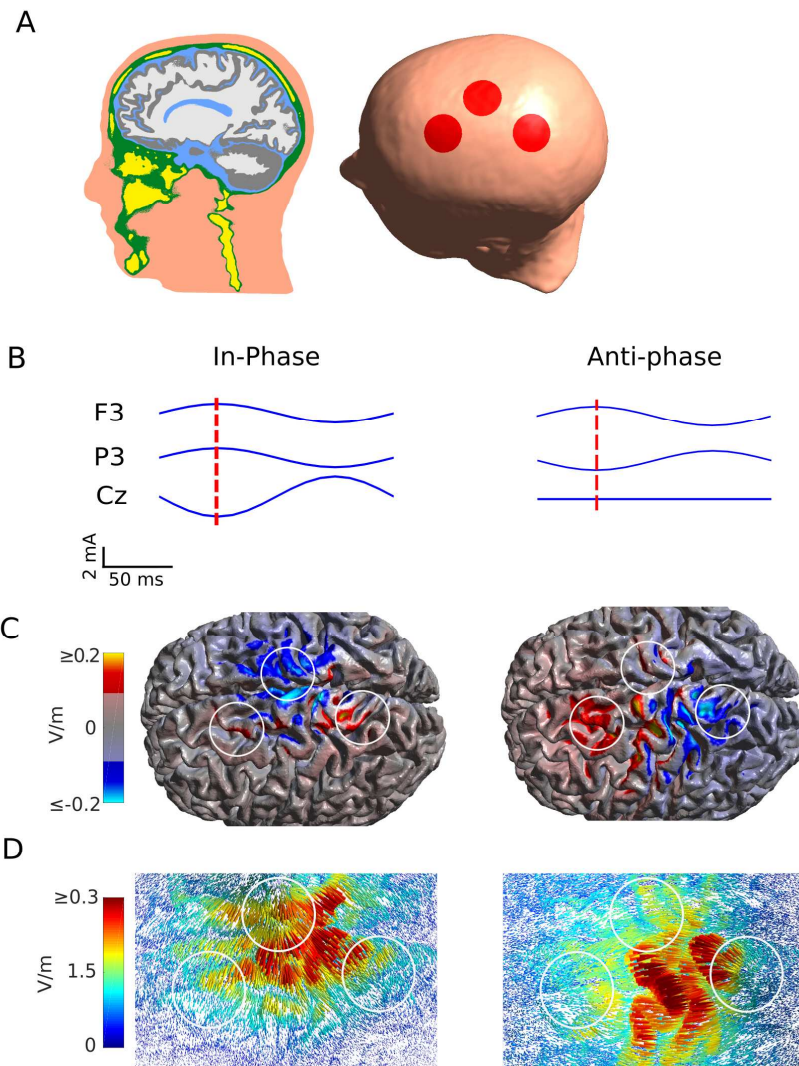 A
B
In-Phase
Anti-phase
F3
P3
Cz
2 mA
50 ms
C
≥0.2
0
≤-0.2
V/m
D
≥0.3
1.5
0
V/m